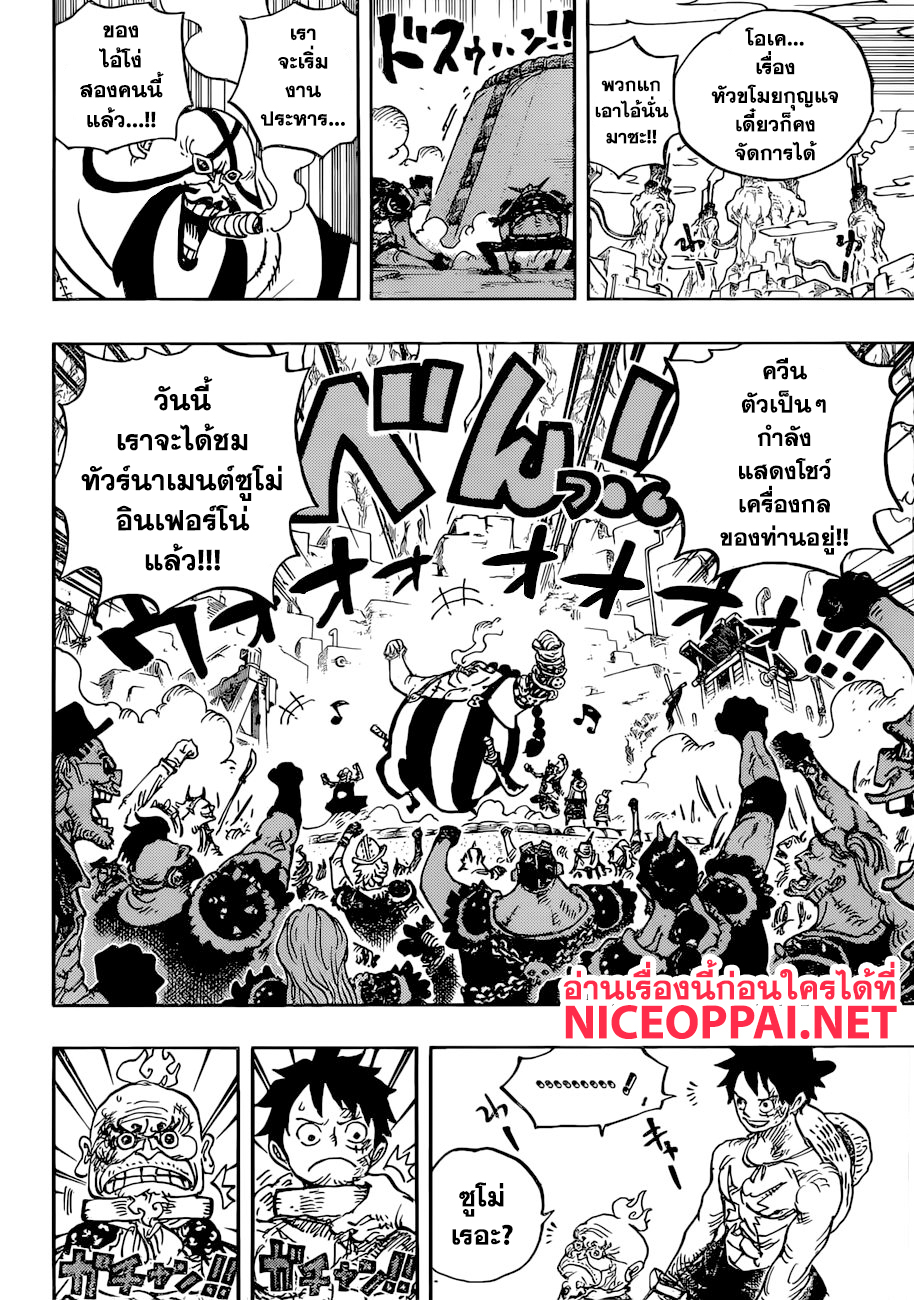 โอเค...
เรื่อง
หัวขโมยกุญแจ
เดี๋ยวก็คง
จัดการได้
พวกแก
เอาไอ้นั่น
มาซะ!!
ドスゥゥン!!
เรา
จะเริ่ม
งาน
ประหาร...
ของ
ไอ้โง่
สองคนนี้
แล้ว...!!
ควีน
ตัวเป็นๆ
กำลัง
แสดงโชว์
เครื่องกล
ของท่านอยู่!!
べんっ!
วันนี้
เราจะได้ชม
ทัวร์นาเมนต์ซูโม่
อินเฟอร์โน่
แล้ว!!!
ウオオオオオオ!!!
อ่านเรื่องนี้ก่อนใครได้ที่
NICEOPPAI.NET
ซูโม่
เรอะ?
ガチャン!!
ガチャン!!